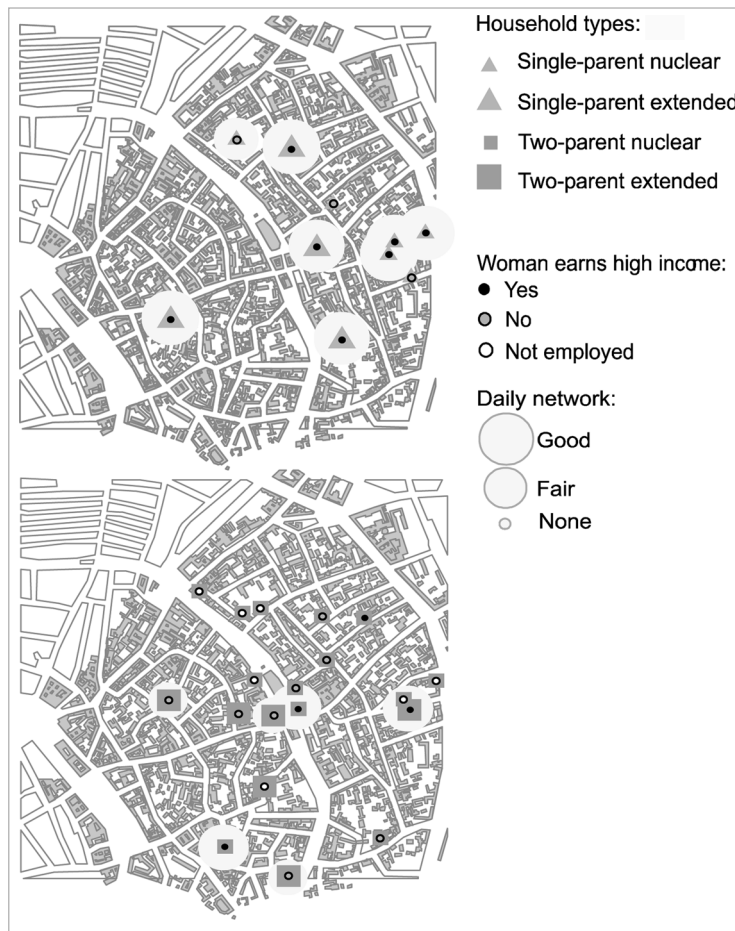 Household types:
Single-parent nuclear
Single-parent extended
Two-parent nuclear
Two-parent extended
Woman earns high income:
Yes
No
Not employed
Daily network:
Good
Fair
None